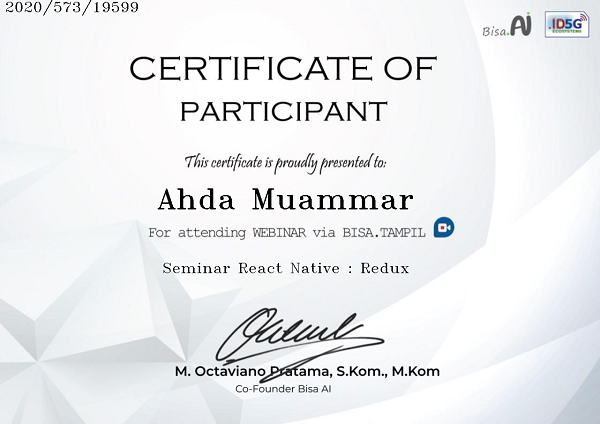 2020/573/19599
Bisa.AI
.ID5G
ECOSYSTEM
CERTIFICATE OF
PARTICIPANT
This certificate is proudly presented to:
Ahda Muammar
For attending WEBINAR via BISA.TAMPIL
Seminar React Native : Redux
M. Octaviano Pratama, S.Kom., M.Kom
Co-Founder Bisa AI